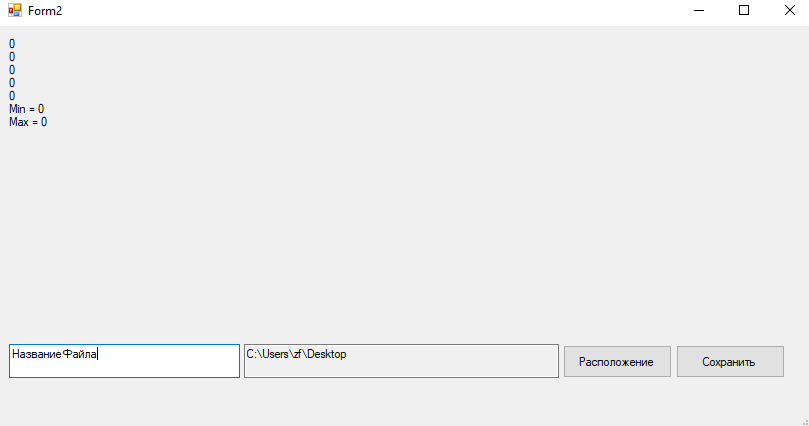 Form2
0
0
0
0
0
Min = 0
Max = 0
НазваниеФайла
C:\Users\zf\Desktop
Расположение
Сохранить